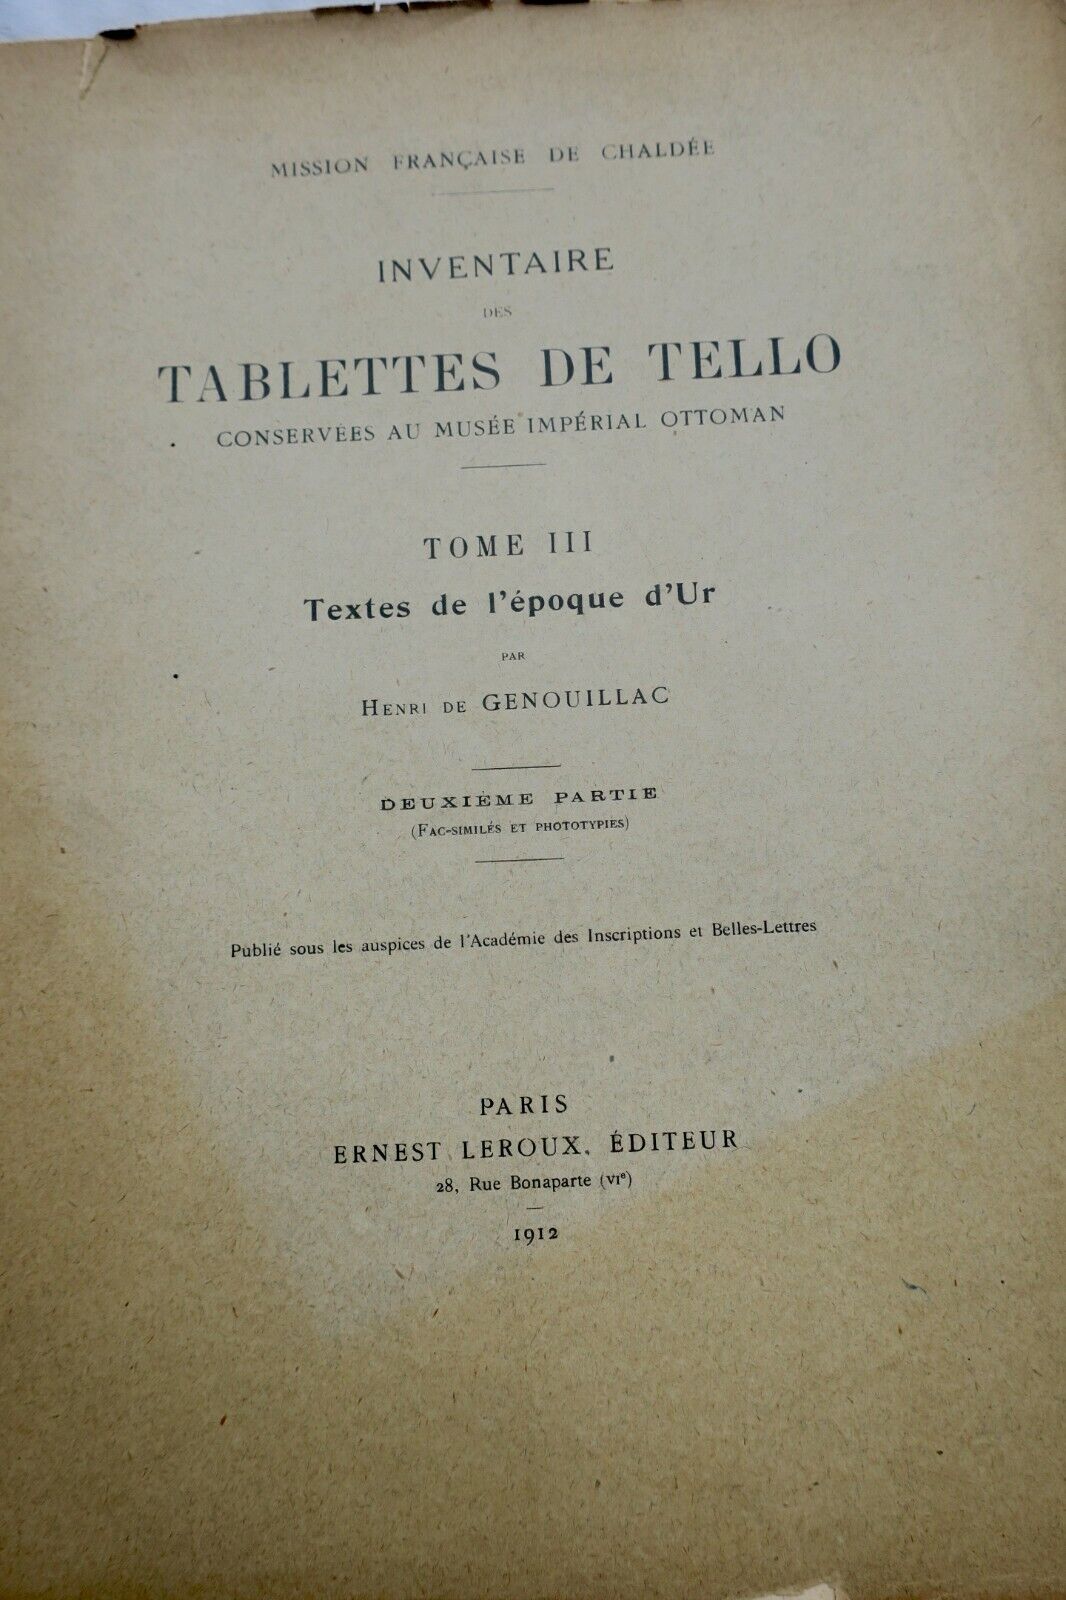 MISSION FRANÇAISE DE CHALDÉE
INVENTAIRE
DES
TABLETTES DE TELLO
CONSERVÉES AU MUSÉE IMPÉRIAL OTTOMAN
TOME III
Textes de l'époque d'Ur
PAR
HENRI DE GENOUILLAC
DEUXIÈME PARTIE
(FAC-SIMILÉS ET PHOTOTYPIES)
Publié sous les auspices de l'Académie des Inscriptions et Belles-Lettres
PARIS
ERNEST LEROUX, ÉDITEUR
28, Rue Bonaparte (VIe)
1912